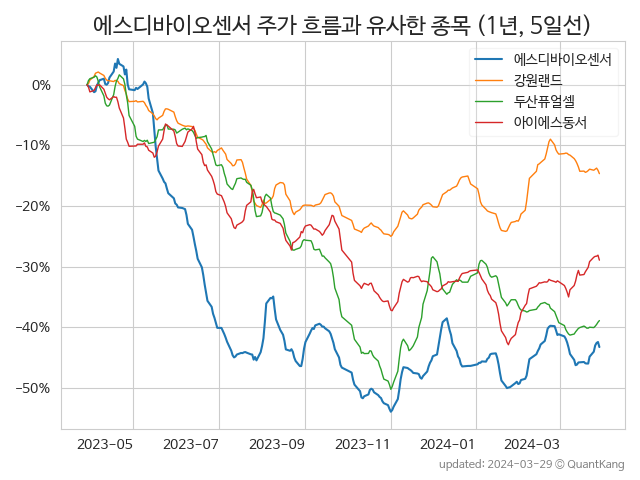 에스디바이오센서 주가 흐름과 유사한 종목 (1년, 5일선)
에스디바이오센서
강원랜드
두산퓨얼셀
아이에스동서
0%
−10%
−20%
−30%
−40%
−50%
2023−05 2023−07 2023−09 2023−11 2024−01 2024−03
updated: 2024-03-29 © QuantKang